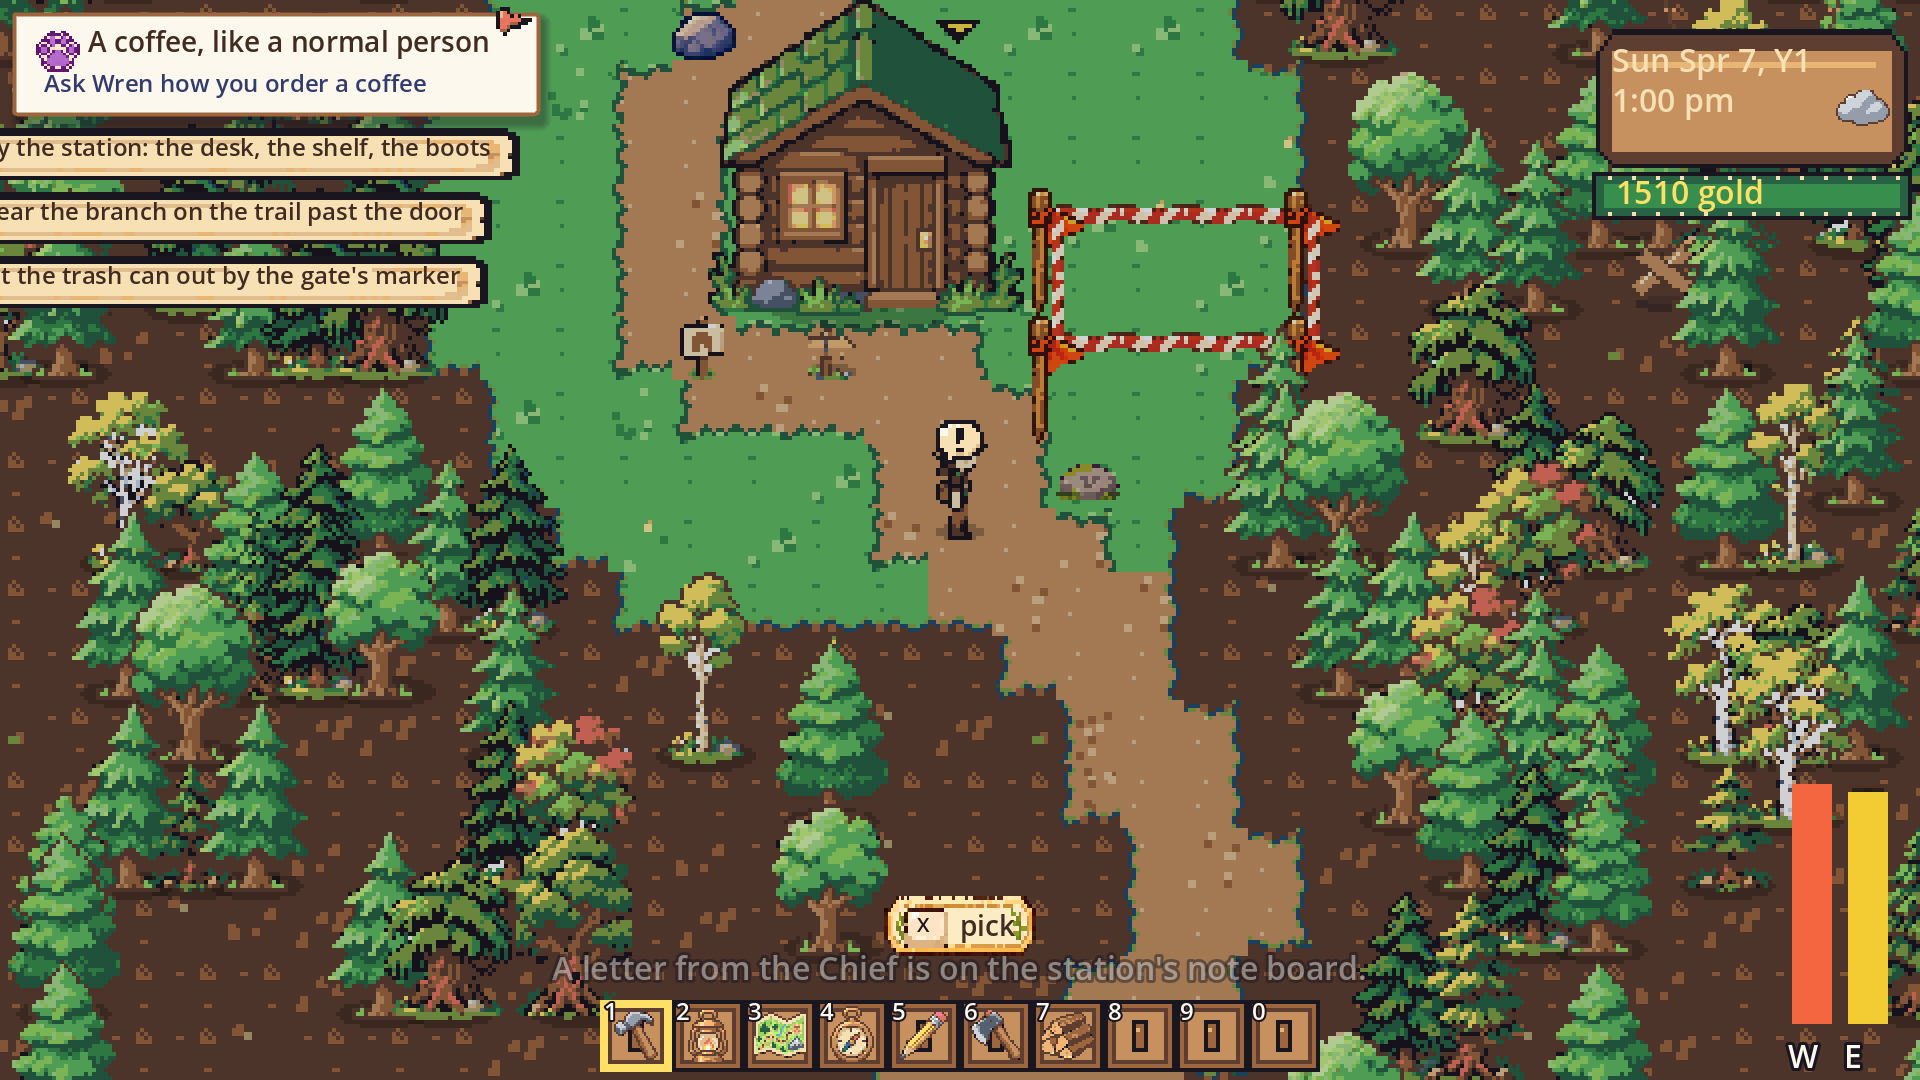 A coffee, like a normal person
Ask Wren how you order a coffee
y the station: the desk, the shelf, the boots
ear the branch on the trail past the door
t the trash can out by the gate's marker
Sun Spr 7, Y1
1:00 pm
1510 gold
!
X pick
A letter from the Chief is on the station's note board.
1 2 3 4 5 6 7 8 9 0
W E